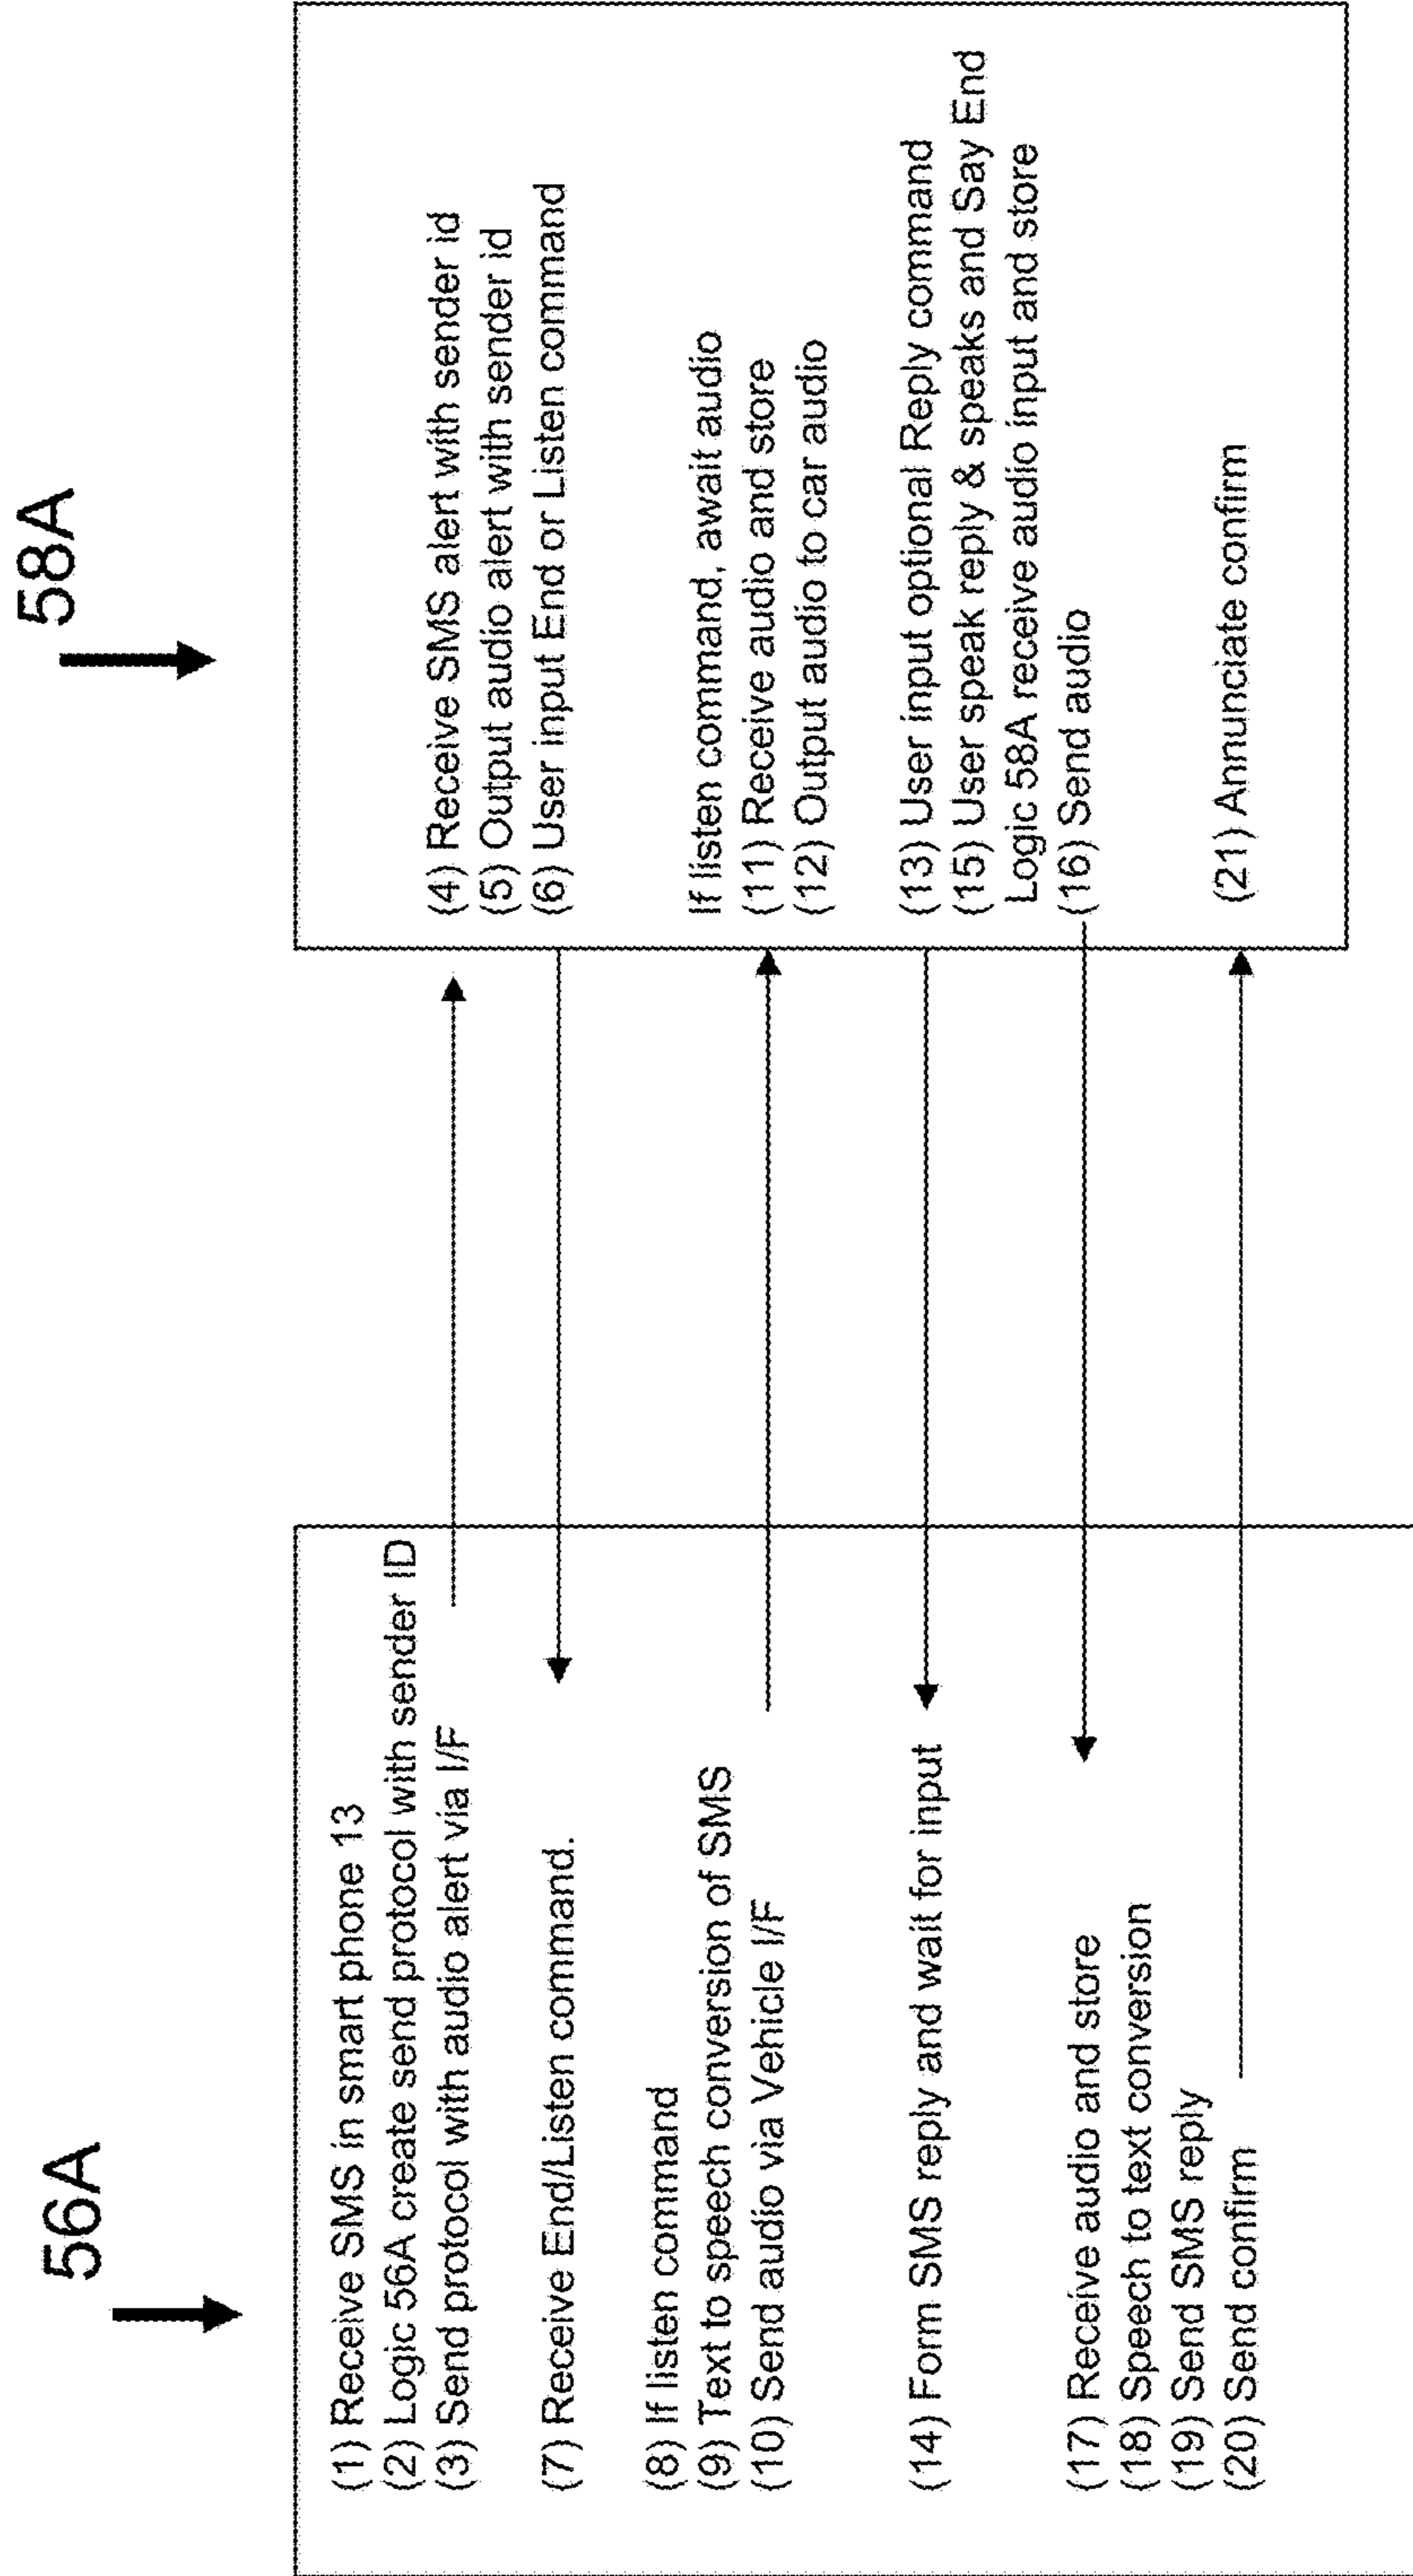 56A
(1) Receive SMS in smart phone 13
(2) Logic 56A create send protocol with sender ID
(3) Send protocol with audio alert via I/F
(7) Receive End/Listen command.
(8) If listen command
(9) Text to speech conversion of SMS
(10) Send audio via Vehicle I/F
(14) Form SMS reply and wait for input
(17) Receive audio and store
(18) Speech to text conversion
(19) Send SMS reply
(20) Send confirm
58A
(4) Receive SMS alert with sender id
(5) Output audio alert with sender id
(6) User input End or Listen command
If listen command, await audio
(11) Receive audio and store
(12) Output audio to car audio
(13) User input optional Reply command
(15) User speak reply & speaks and Say End
Logic 58A receive audio input and store
(16) Send audio
(21) Annunciate confirm